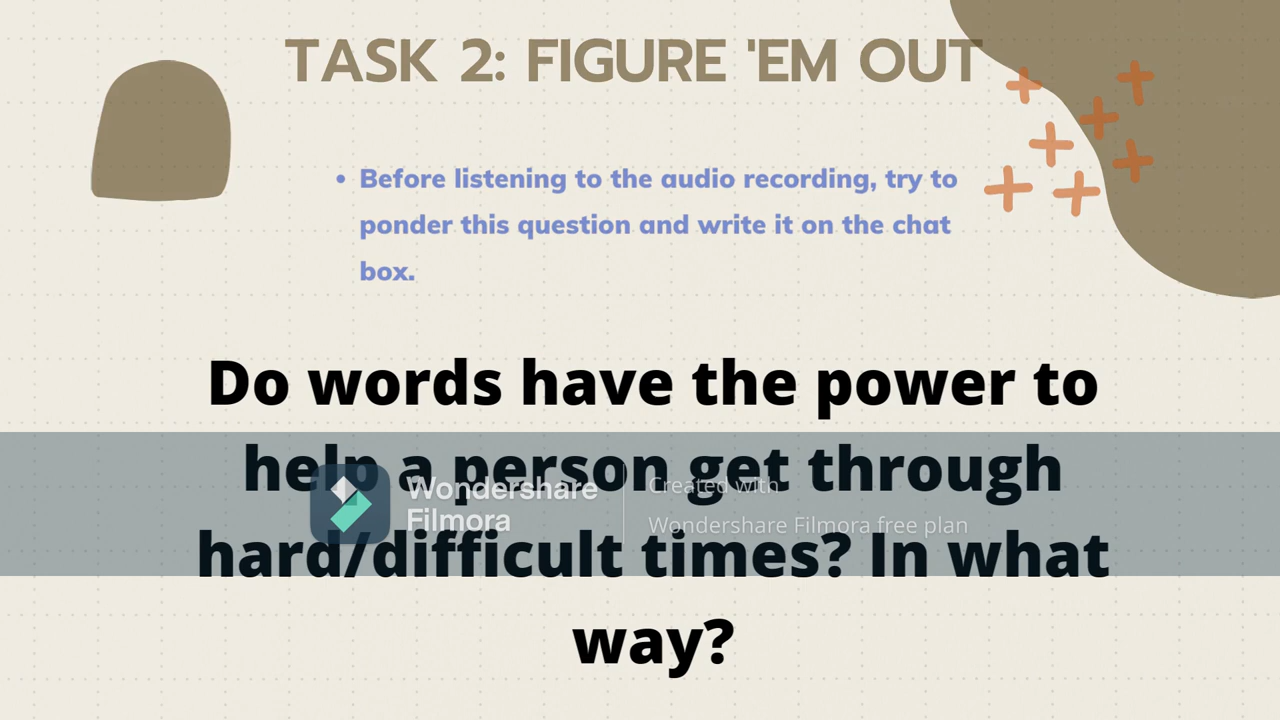 TASK 2: FIGURE 'EM OUT
• Before listening to the audio recording, try to
ponder this question and write it on the chat
box.
Do words have the power to
help a person get through
hard/difficult times? In what
way?
Wondershare
Filmora
Created with
Wondershare Filmora free plan